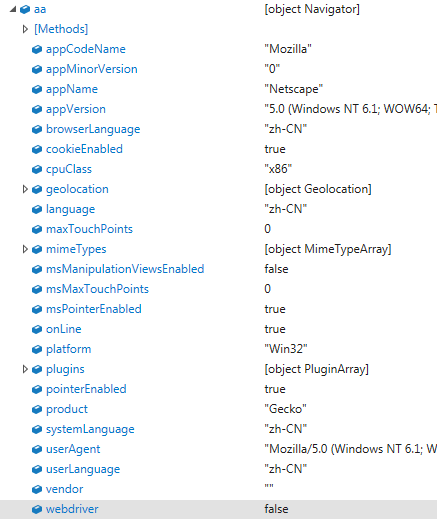 aa [object Navigator]
[Methods]
appCodeName "Mozilla"
appMinorVersion "0"
appName "Netscape"
appVersion "5.0 (Windows NT 6.1; WOW64; T
browserLanguage "zh-CN"
cookieEnabled true
cpuClass "x86"
geolocation [object Geolocation]
language "zh-CN"
maxTouchPoints 0
mimeTypes [object MimeTypeArray]
msManipulationViewsEnabled false
msMaxTouchPoints 0
msPointerEnabled true
onLine true
platform "Win32"
plugins [object PluginArray]
pointerEnabled true
product "Gecko"
systemLanguage "zh-CN"
userAgent "Mozilla/5.0 (Windows NT 6.1; W
userLanguage "zh-CN"
vendor ""
webdriver false